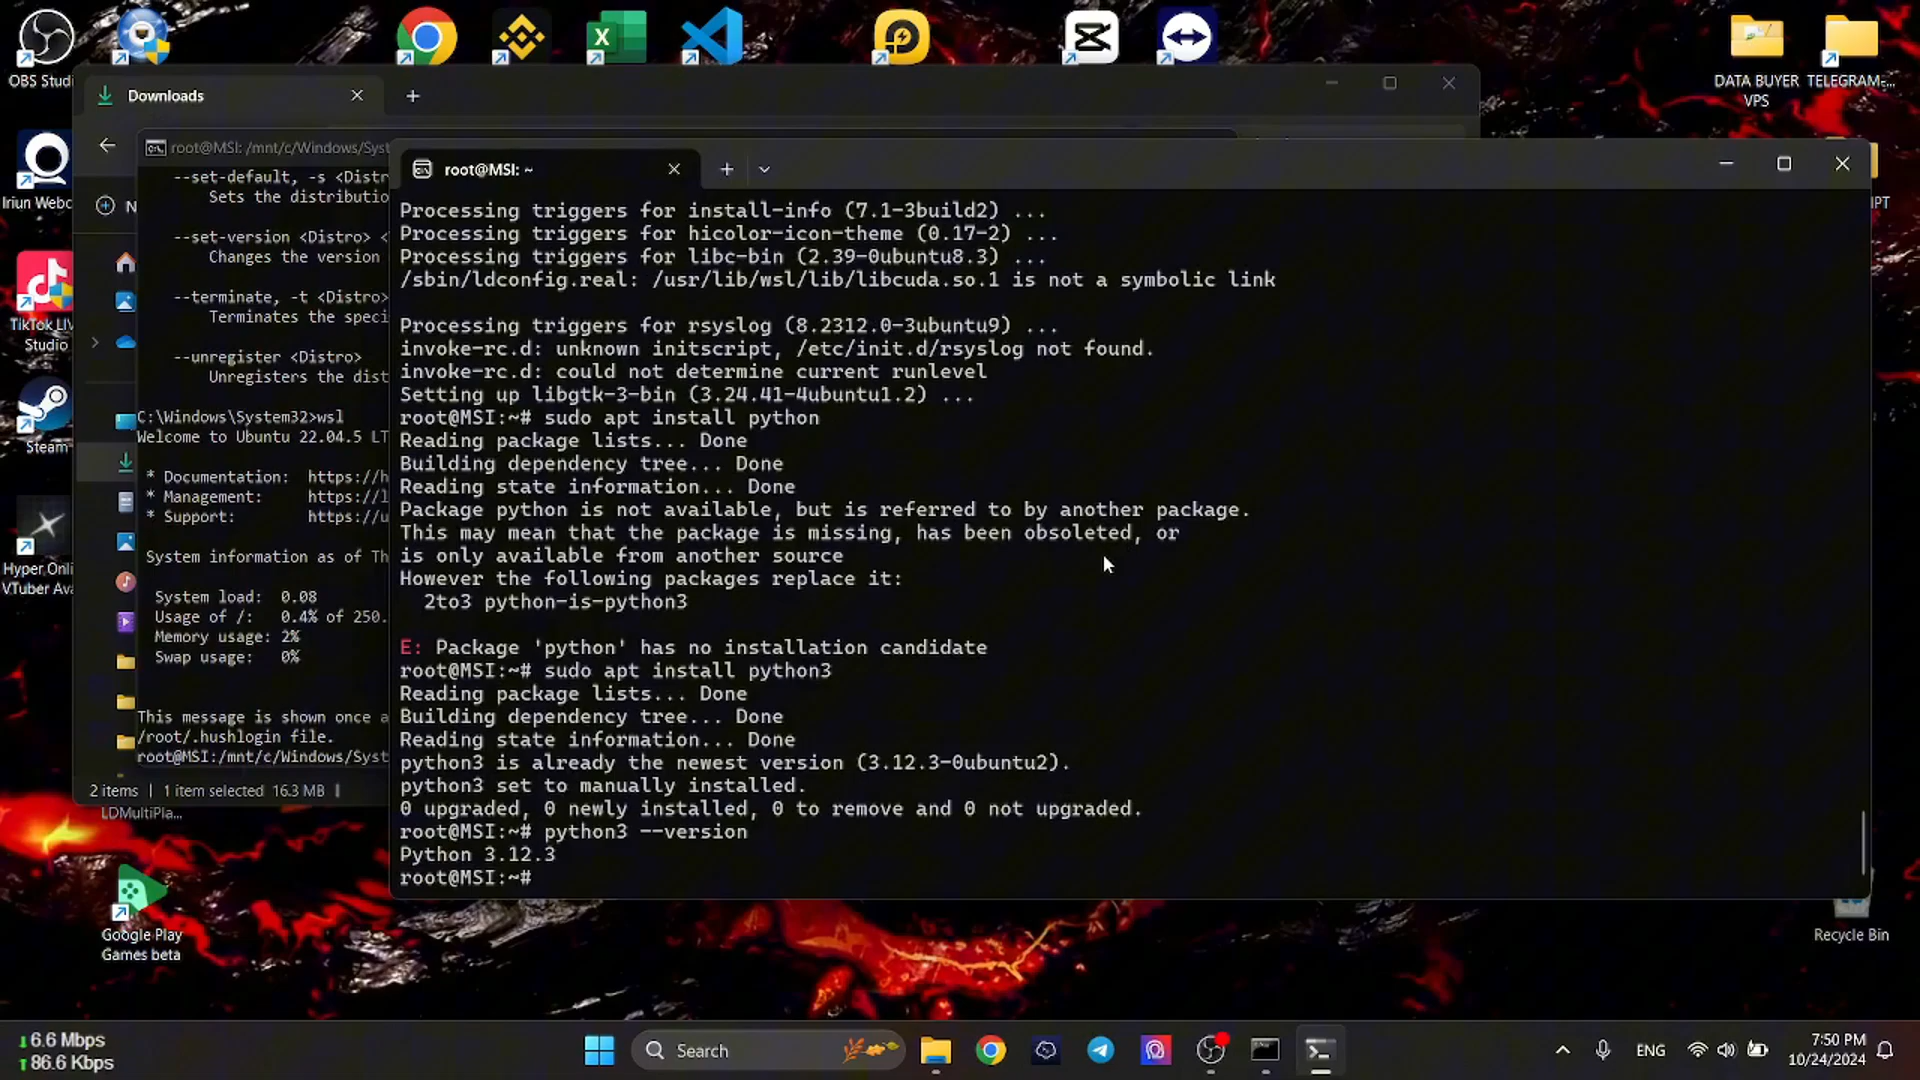 OBS Studi
DATA BUYER
VPS
TELEGRAM-...
Downloads
root@MSI: /mnt/c/Windows/Syst
root@MSI: ~
Iriun Webc
--set-default, -s <Distr
Sets the distributio
--set-version <Distro> <
Changes the version
--terminate, -t <Distro>
Terminates the speci
--unregister <Distro>
Unregisters the dist
C:\Windows\System32>wsl
Welcome to Ubuntu 22.04.5 LT
* Documentation: https://h
* Management: https://l
* Support: https://u
System information as of Th
System load: 0.08
Usage of /: 0.4% of 250.
Memory usage: 2%
Swap usage: 0%
This message is shown once a
/root/.hushlogin file.
root@MSI:/mnt/c/Windows/Syst
2 items
1 item selected 16.3 MB
TikTok LIV
Studio
Steam
Hyper Onli
VTuber Ava
LDMultiPla...
Google Play
Games beta
Processing triggers for install-info (7.1-3build2) ...
Processing triggers for hicolor-icon-theme (0.17-2) ...
Processing triggers for libc-bin (2.39-0ubuntu8.3) ...
/sbin/ldconfig.real: /usr/lib/wsl/lib/libcuda.so.1 is not a symbolic link
Processing triggers for rsyslog (8.2312.0-3ubuntu9) ...
invoke-rc.d: unknown initscript, /etc/init.d/rsyslog not found.
invoke-rc.d: could not determine current runlevel
Setting up libgtk-3-bin (3.24.41-4ubuntu1.2) ...
root@MSI:~# sudo apt install python
Reading package lists... Done
Building dependency tree... Done
Reading state information... Done
Package python is not available, but is referred to by another package.
This may mean that the package is missing, has been obsoleted, or
is only available from another source
However the following packages replace it:
2to3 python-is-python3
E: Package 'python' has no installation candidate
root@MSI:~# sudo apt install python3
Reading package lists... Done
Building dependency tree... Done
Reading state information... Done
python3 is already the newest version (3.12.3-0ubuntu2).
python3 set to manually installed.
0 upgraded, 0 newly installed, 0 to remove and 0 not upgraded.
root@MSI:~# python3 --version
Python 3.12.3
root@MSI:~#
Recycle Bin
6.6 Mbps
86.6 Kbps
Search
ENG
7:50 PM
10/24/2024